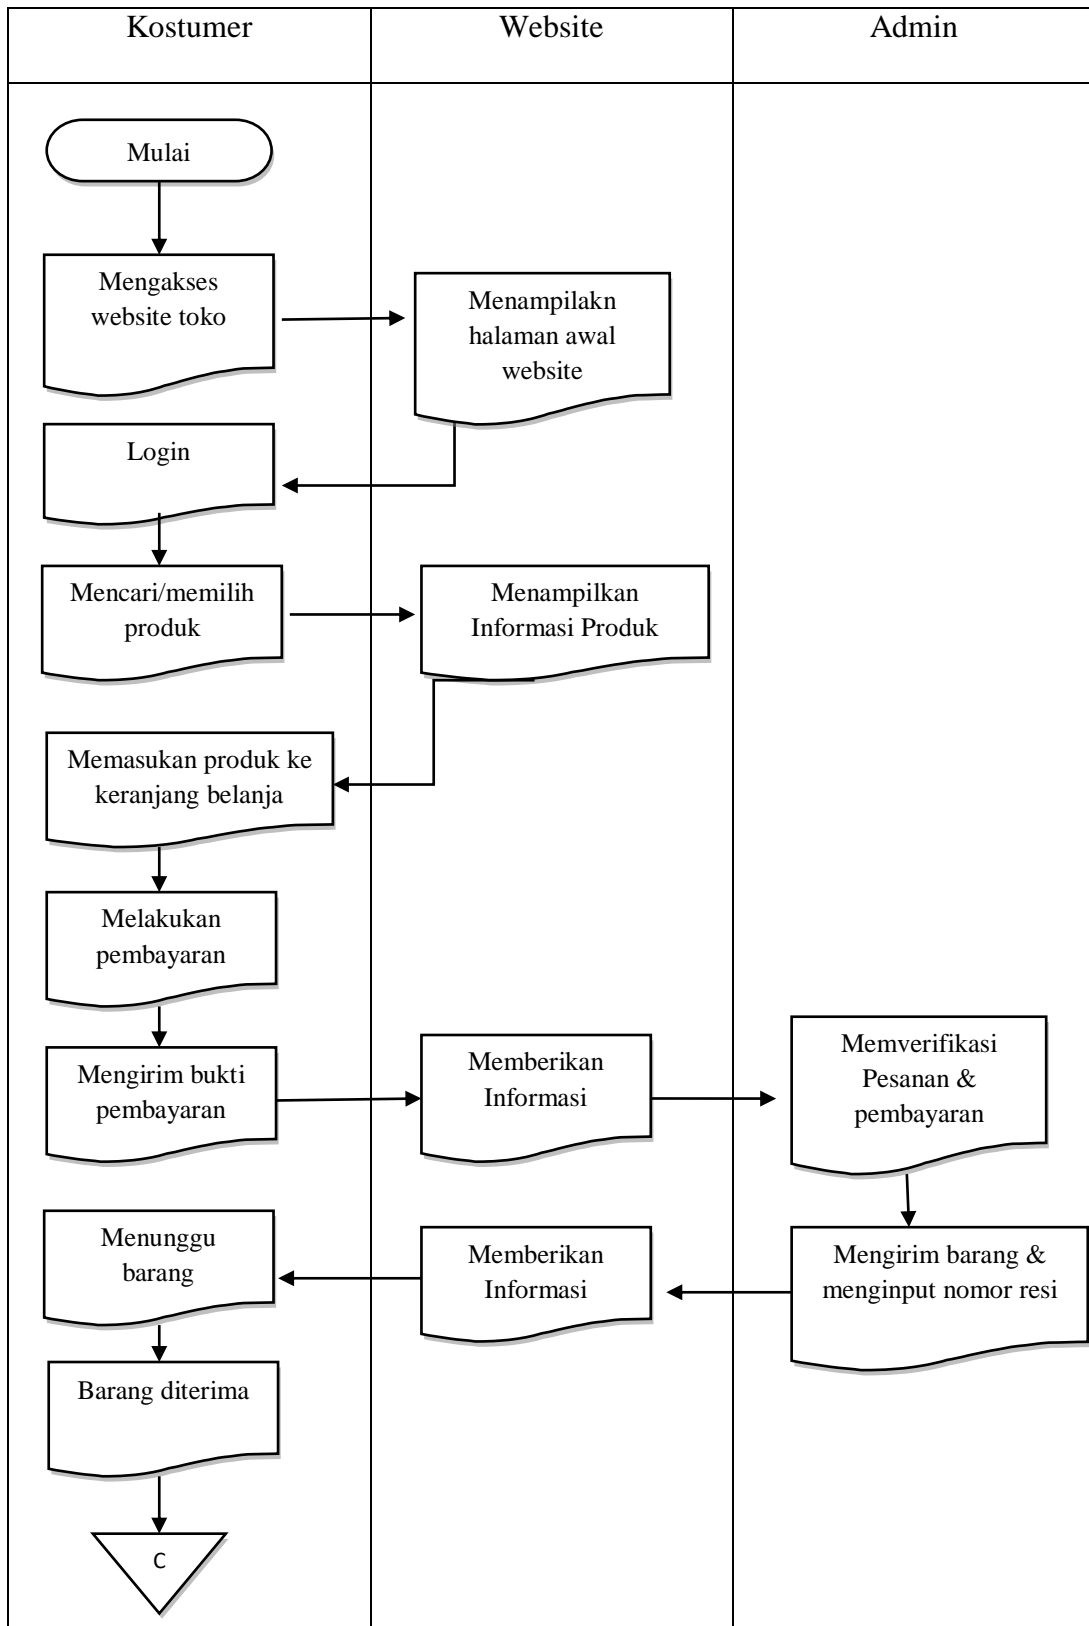 Kostumer
Website
Admin
Mulai
Mengakses
website toko
Menampilakn
halaman awal
website
Login
Mencari/memilih
produk
Menampilkan
Informasi Produk
Memasukan produk ke
keranjang belanja
Melakukan
pembayaran
Mengirim bukti
pembayaran
Memberikan
Informasi
Memverifikasi
Pesanan &
pembayaran
Menunggu
barang
Memberikan
Informasi
Mengirim barang &
menginput nomor resi
Barang diterima
C